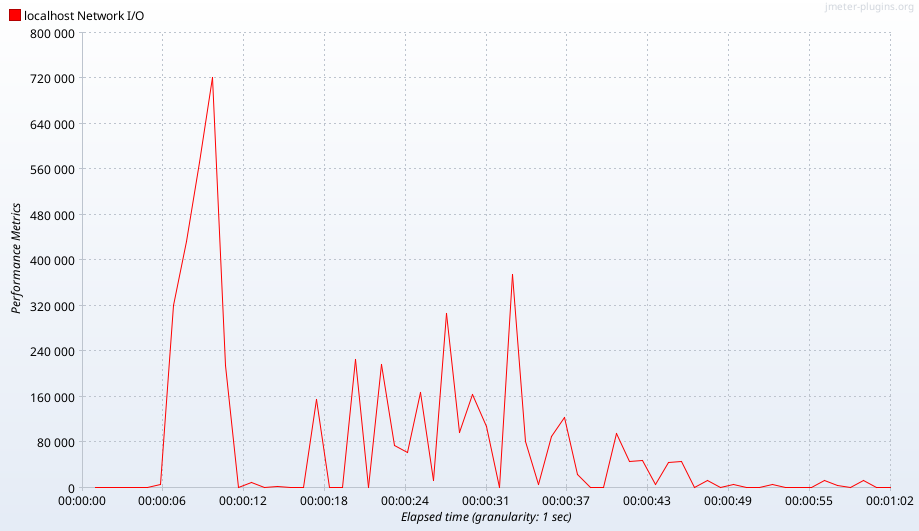 jmeter-plugins.org
localhost Network I/O
800 000
720 000
640 000
560 000
480 000
400 000
320 000
240 000
160 000
80 000
0
Performance Metrics
00:00:00 00:00:06 00:00:12 00:00:18 00:00:24 00:00:31 00:00:37 00:00:43 00:00:49 00:00:55 00:01:02
Elapsed time (granularity: 1 sec)